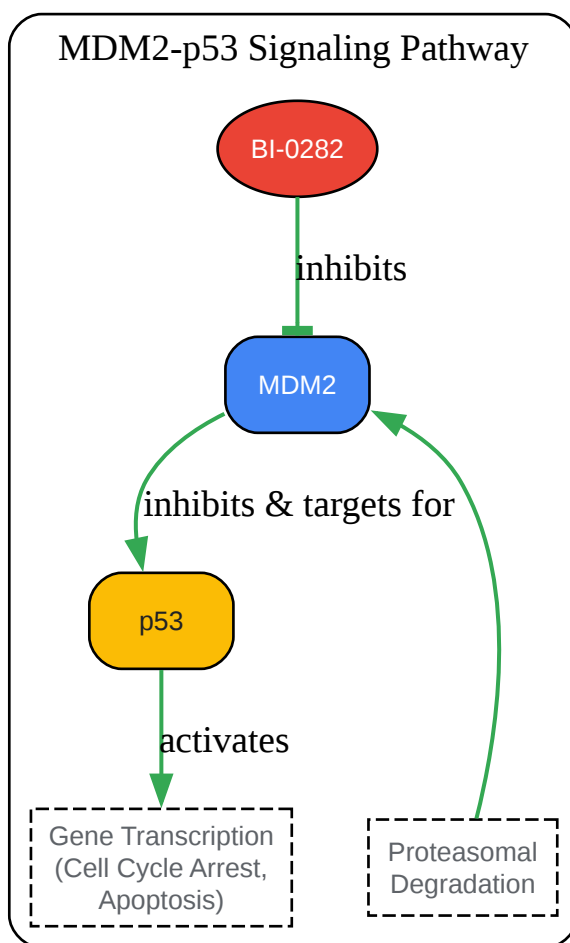 MDM2-p53 Signaling Pathway
BI-0282
inhibits
MDM2
inhibits & targets for
p53
activates
Gene Transcription
(Cell Cycle Arrest,
Apoptosis)
Proteasomal
Degradation